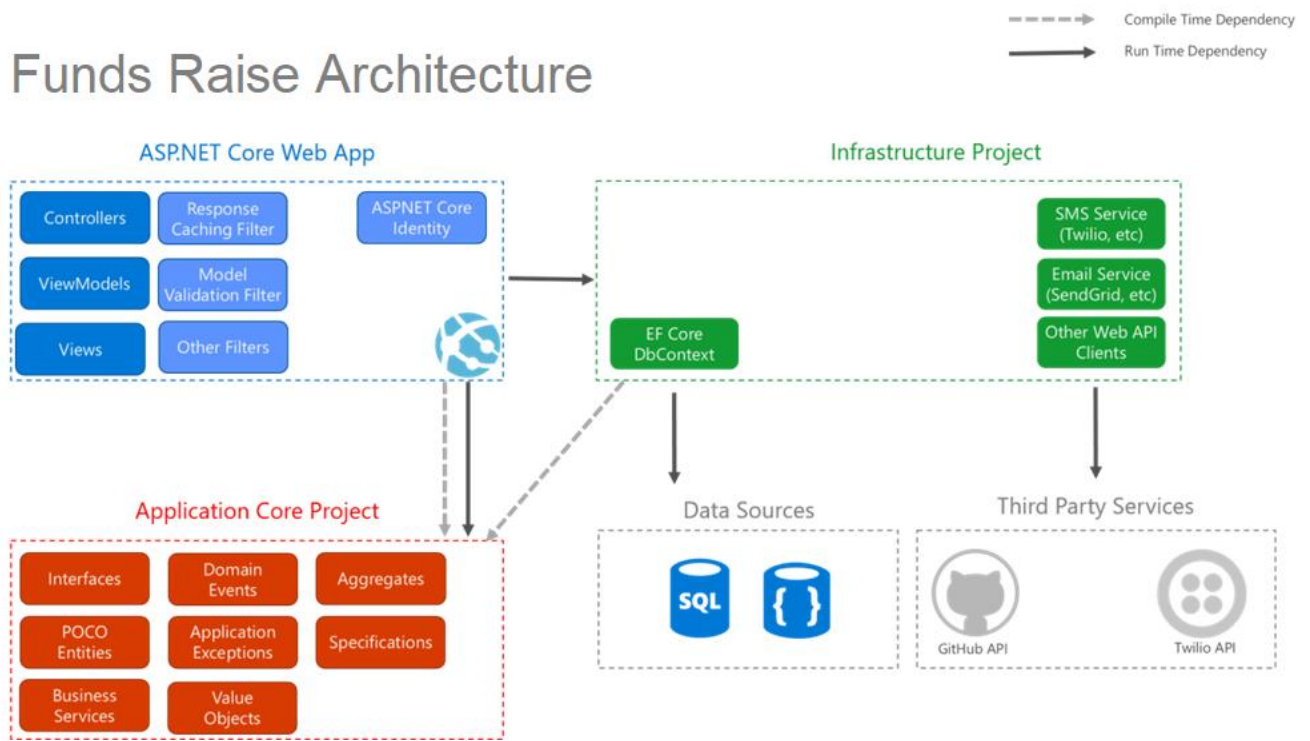 Compile Time Dependency
Run Time Dependency
Funds Raise Architecture
ASP.NET Core Web App
Infrastructure Project
Controllers
Response
Caching Filter
ASPNET Core
Identity
SMS Service
(Twilio, etc)
ViewModels
Model
Validation Filter
Email Service
(SendGrid, etc)
Views
Other Filters
EF Core
DbContext
Other Web API
Clients
Application Core Project
Data Sources
Third Party Services
Interfaces
Domain
Events
Aggregates
POCO
Entities
Application
Exceptions
Specifications
Business
Services
Value
Objects
SQL
{ }
GitHub API
Twilio API